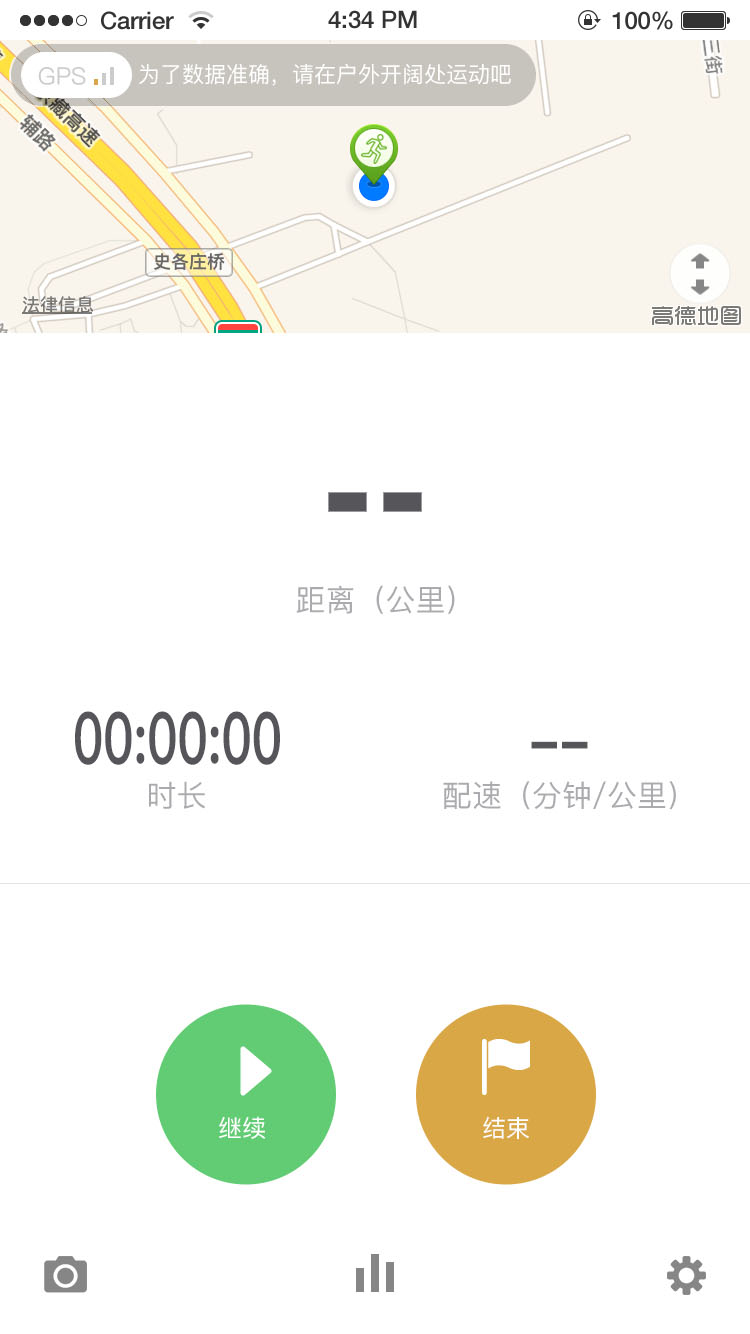 Carrier
4:34 PM
100%
GPS
为了数据准确，请在户外开阔处运动吧
三街
藏高速
辅路
史各庄桥
法律信息
高德地图
--
距离（公里）
00:00:00
--
时长
配速（分钟/公里）
继续
结束